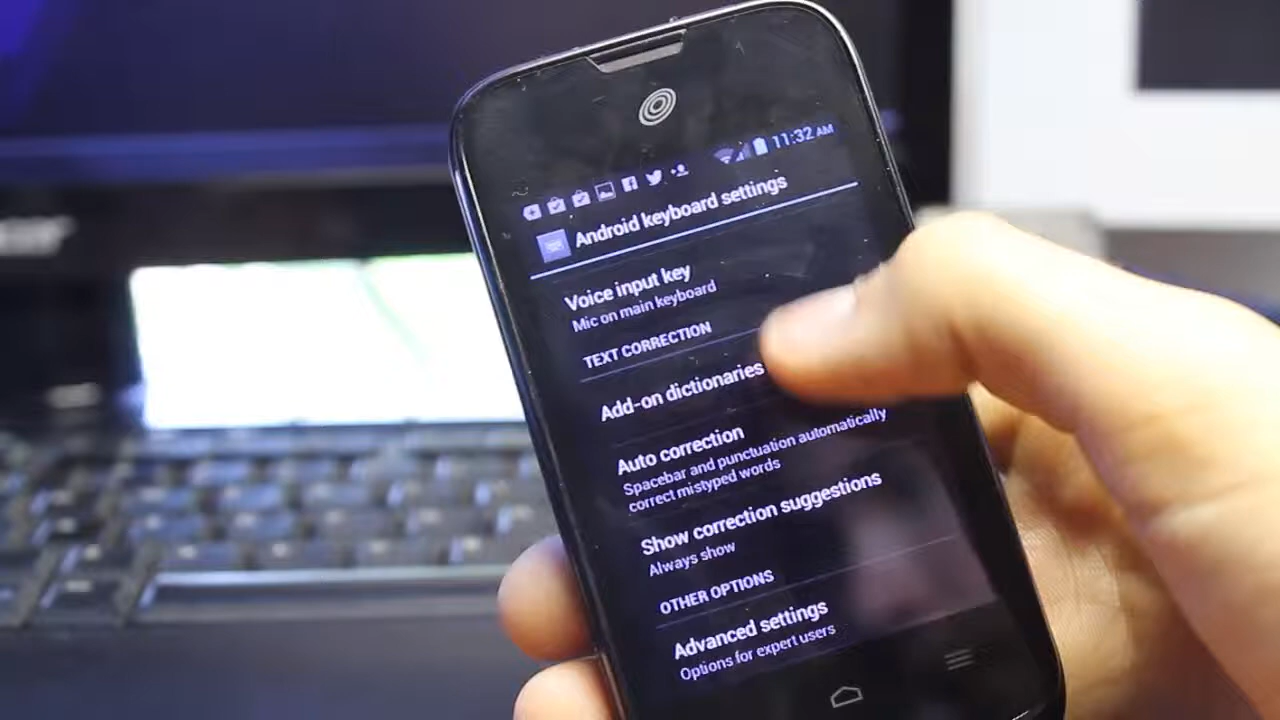 11:32 AM
Android keyboard settings
Voice input key
Mic on main keyboard
TEXT CORRECTION
Add-on dictionaries
Auto correction
Spacebar and punctuation automatically
correct mistyped words
Show correction suggestions
Always show
OTHER OPTIONS
Advanced settings
Options for expert users